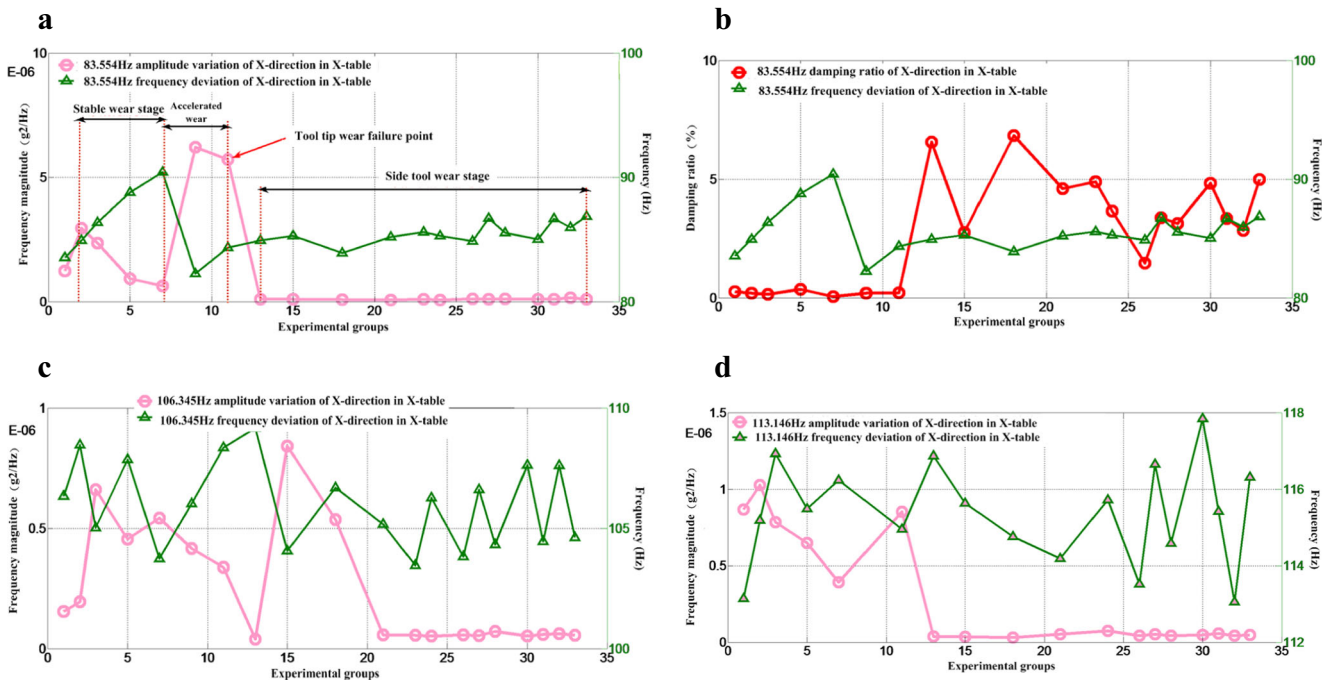 a
10
E-06
83.554Hz amplitude variation of X-direction in X-table
83.554Hz frequency deviation of X-direction in X-table
Stable wear stage
Accelerated
wear
Tool tip wear failure point
Side tool wear stage
Frequency magnitude (g2/Hz)
5
0
0 5 10 15 20 25 30 35
Experimental groups
100
90
80
Frequency (Hz)
b
10
83.554Hz damping ratio of X-direction in X-table
83.554Hz frequency deviation of X-direction in X-table
Damping ratio (%)
5
0
0 5 10 15 20 25 30 35
Experimental groups
100
90
80
Frequency (Hz)
c
1
E-06
106.345Hz amplitude variation of X-direction in X-table
106.345Hz frequency deviation of X-direction in X-table
Frequency magnitude (g2/Hz)
0.5
0
0 5 10 15 20 25 30 35
Experimental groups
110
105
100
Frequency (Hz)
d
1.5
E-06
113.146Hz amplitude variation of X-direction in X-table
113.146Hz frequency deviation of X-direction in X-table
Frequency magnitude (g2/Hz)
1
0.5
0
0 5 10 15 20 25 30 35
Experimental groups
118
116
114
112
Frequency (Hz)